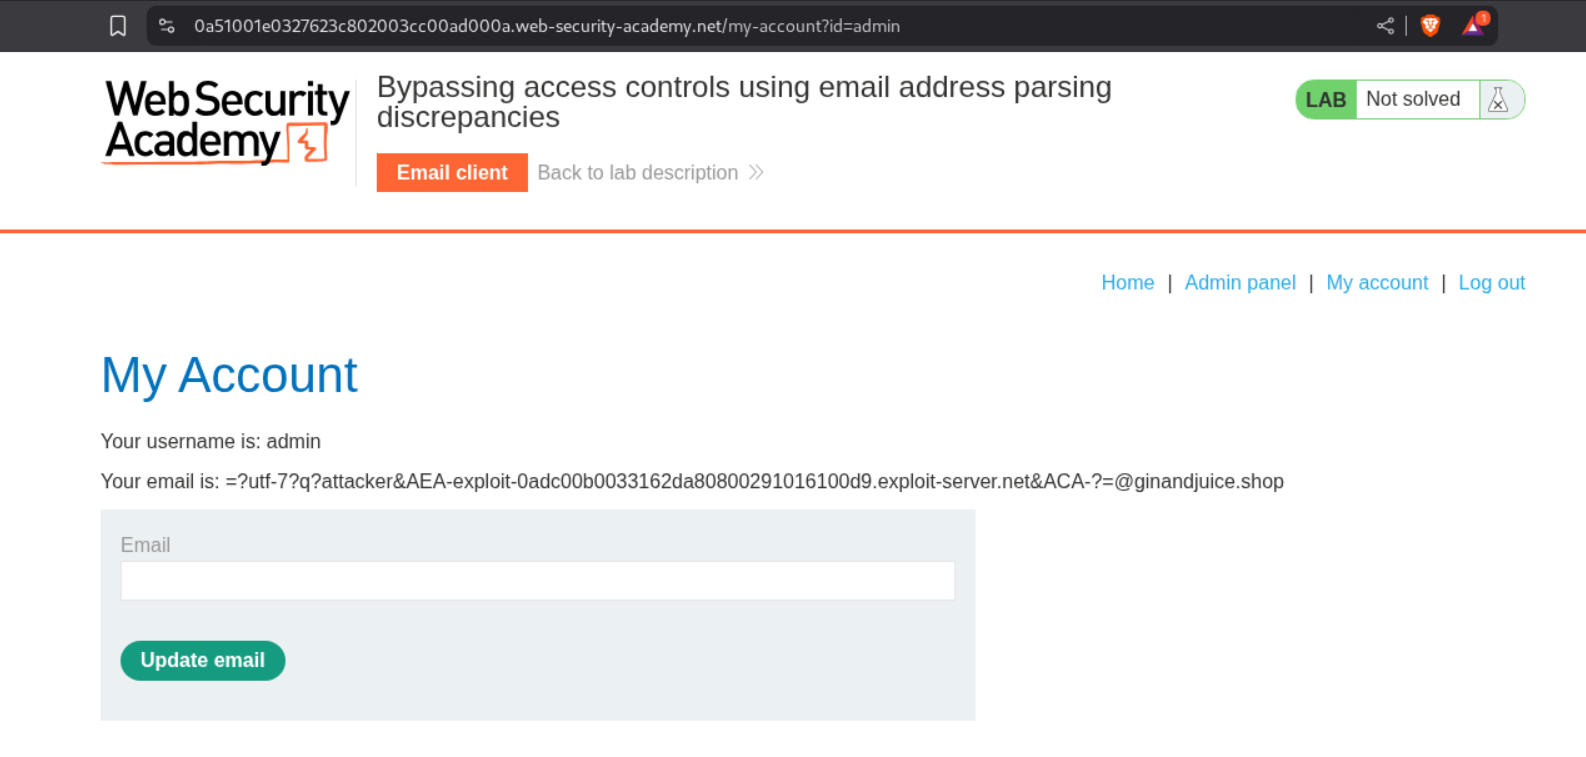 0a51001e0327623c802003cc00ad000a.web-security-academy.net/my-account?id=admin
1
Web Security
Academy
Bypassing access controls using email address parsing
discrepancies
LAB Not solved
Email client Back to lab description
Home | Admin panel | My account | Log out
My Account
Your username is: admin
Your email is: =?utf-7?q?attacker&AEA-exploit-0adc00b0033162da80800291016100d9.exploit-server.net&ACA-?=@ginandjuice.shop
Email
Update email